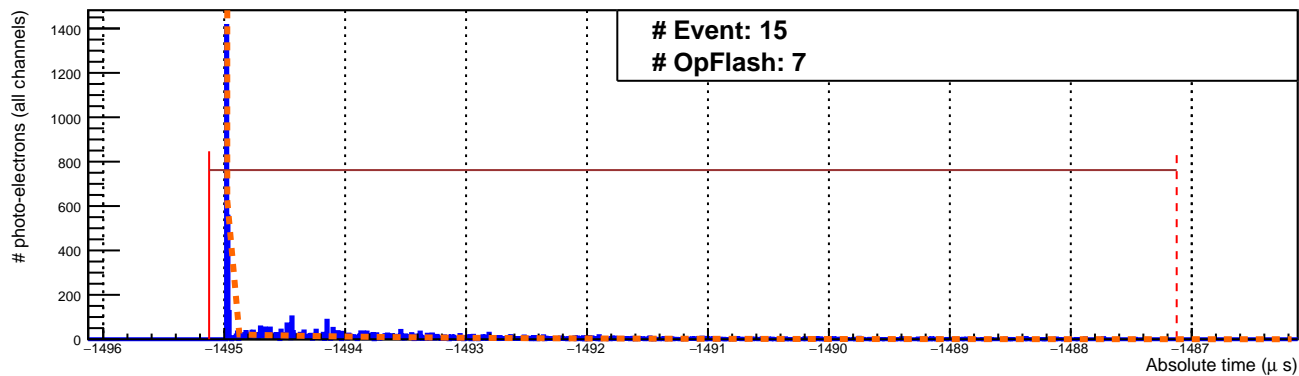 # Event: 15
# OpFlash: 7
# photo-electrons (all channels)
1400
1200
1000
800
600
400
200
0
−1496 −1495 −1494 −1493 −1492 −1491 −1490 −1489 −1488 −1487
Absolute time (μ s)